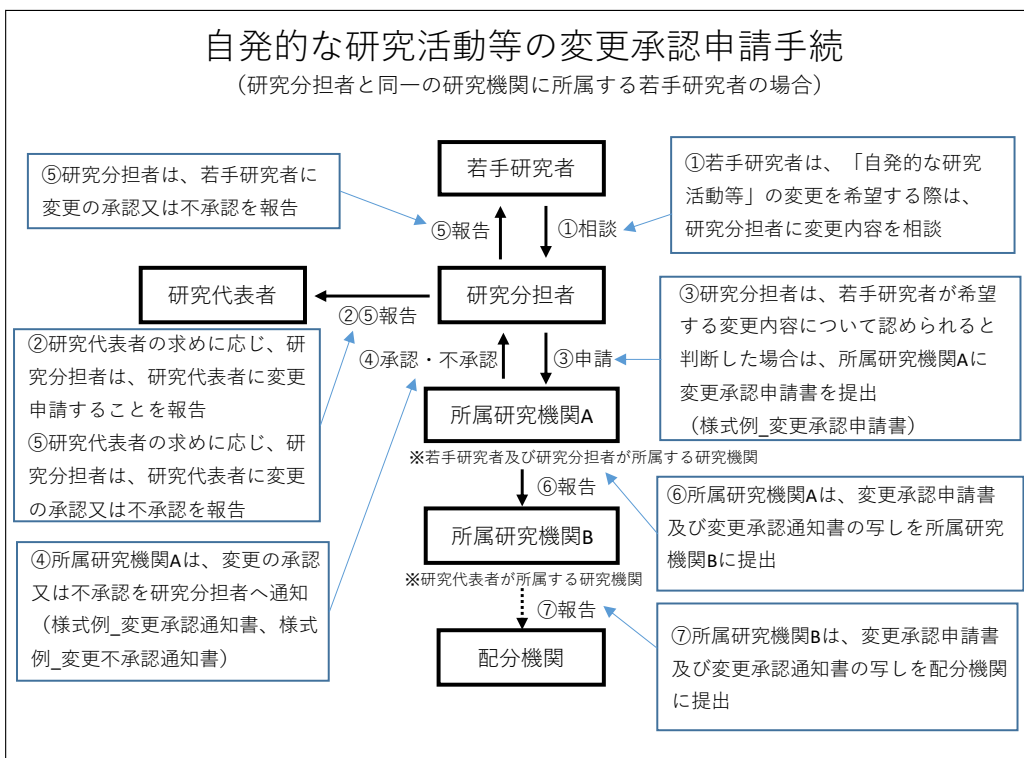 自発的な研究活動等の変更承認申請手続
（研究分担者と同一の研究機関に所属する若手研究者の場合）
⑤研究分担者は、若手研究者に
変更の承認又は不承認を報告
若手研究者
①若手研究者は、「自発的な研究
活動等」の変更を希望する際は、
研究分担者に変更内容を相談
⑤報告
①相談
研究代表者
研究分担者
②⑤報告
③研究分担者は、若手研究者が希望
する変更内容について認められると
判断した場合は、所属研究機関Aに
変更承認申請書を提出
（様式例_変更承認申請書）
②研究代表者の求めに応じ、研
究分担者は、研究代表者に変更
申請することを報告
⑤研究代表者の求めに応じ、研
究分担者は、研究代表者に変更
の承認又は不承認を報告
④承認・不承認
③申請
所属研究機関A
※若手研究者及び研究分担者が所属する研究機関
⑥報告
⑥所属研究機関Aは、変更承認申請書
及び変更承認通知書の写しを所属研究
機関Bに提出
所属研究機関B
※研究代表者が所属する研究機関
④所属研究機関Aは、変更の承認
又は不承認を研究分担者へ通知
（様式例_変更承認通知書、様式
例_変更不承認通知書）
⑦報告
⑦所属研究機関Bは、変更承認申請書
及び変更承認通知書の写しを配分機関
に提出
配分機関